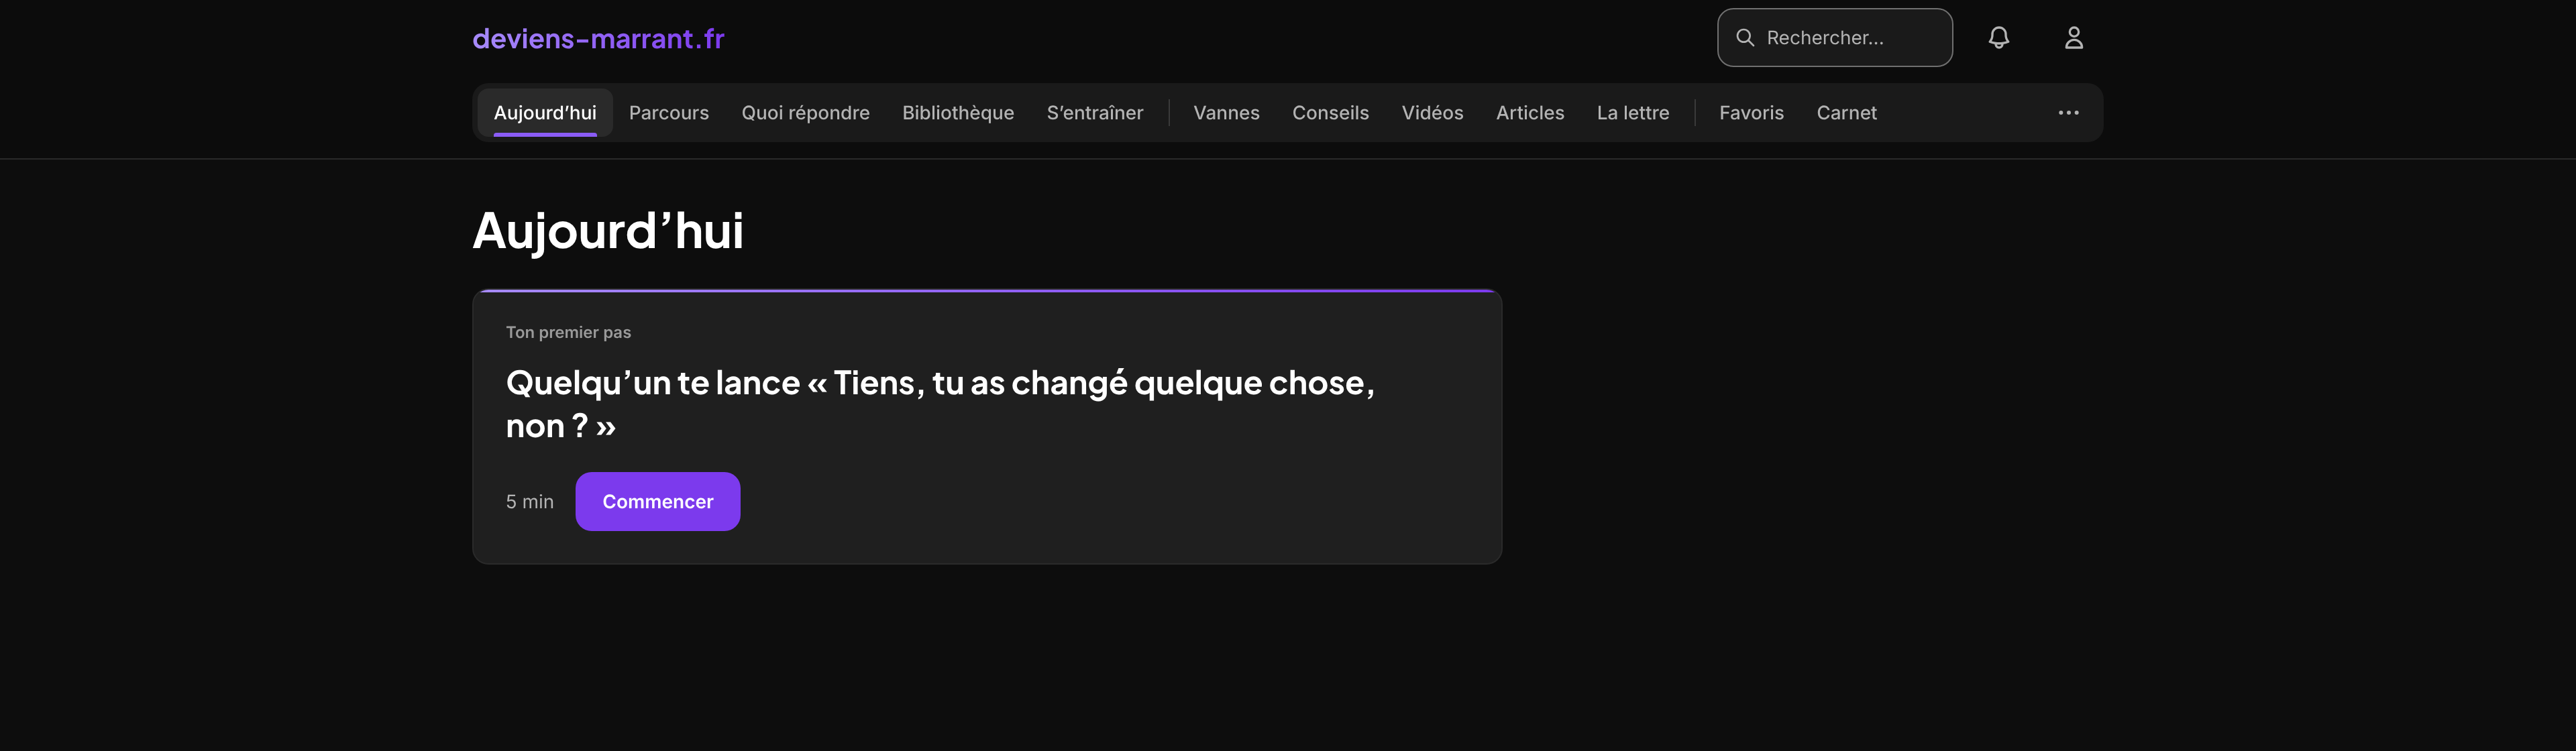 deviens-marrant.fr
Rechercher...
Aujourd’hui Parcours Quoi répondre Bibliothèque S’entraîner Vannes Conseils Vidéos Articles La lettre Favoris Carnet
Aujourd’hui
Ton premier pas
Quelqu’un te lance « Tiens, tu as changé quelque chose,
non ? »
5 min Commencer